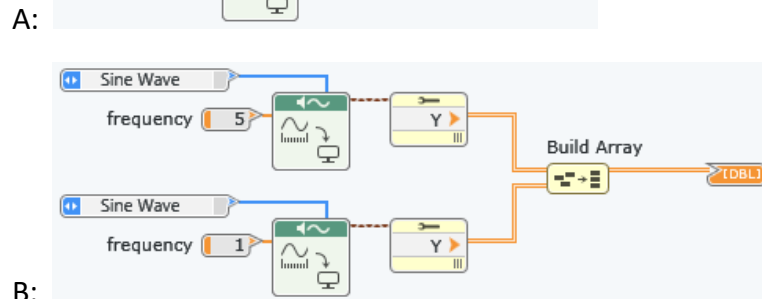 A:
Sine Wave
frequency 5
Y
Build Array
[DBL]
Sine Wave
frequency 1
Y
B: